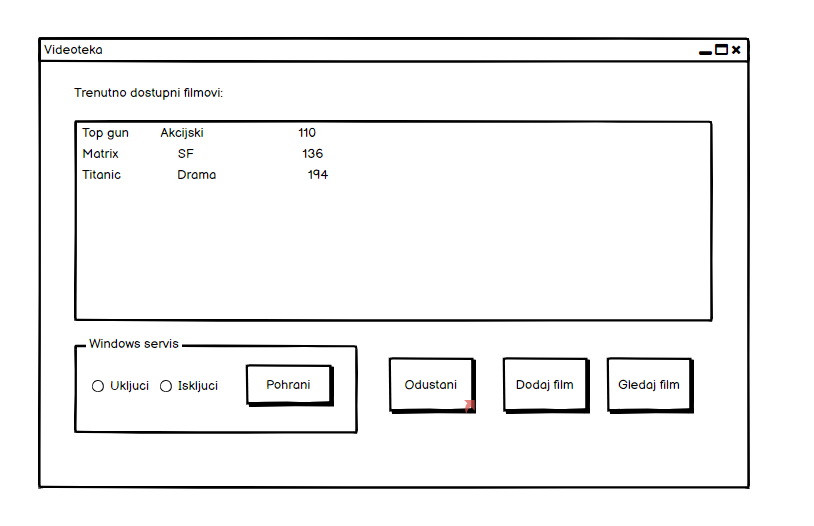 Videoteka
Trenutno dostupni filmovi:
Top gun Akcijski 110
Matrix SF 136
Titanic Drama 194
Windows servis
Ukljuci Iskljuci Pohrani Odustani Dodaj film Gledaj film